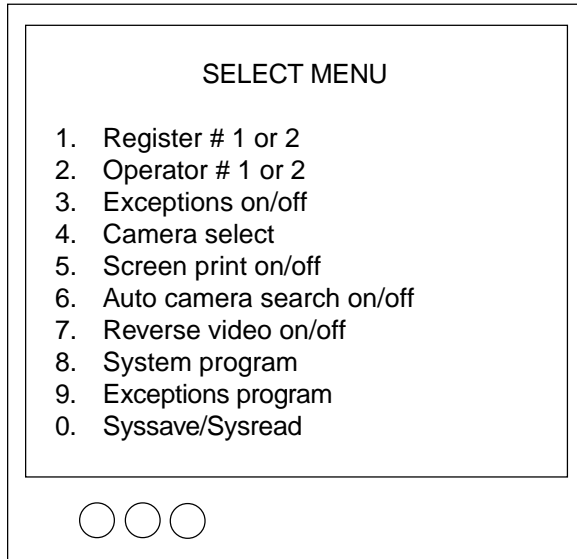 SELECT MENU
1. Register # 1 or 2
2. Operator # 1 or 2
3. Exceptions on/off
4. Camera select
5. Screen print on/off
6. Auto camera search on/off
7. Reverse video on/off
8. System program
9. Exceptions program
0. Syssave/Sysread